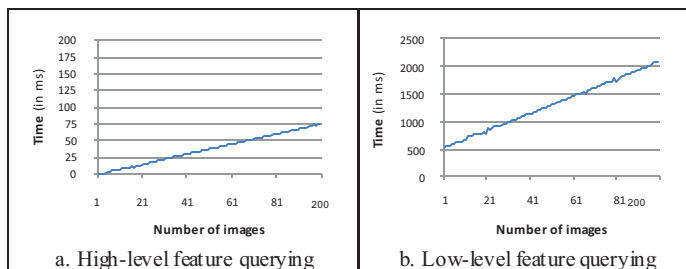 200
175
150
125
100
75
50
25
0
Time (in ms)
1 21 41 61 81 200
Number of images
a. High-level feature querying
2500
2000
1500
1000
500
0
Time (in ms)
1 21 41 61 81 200
Number of images
b. Low-level feature querying